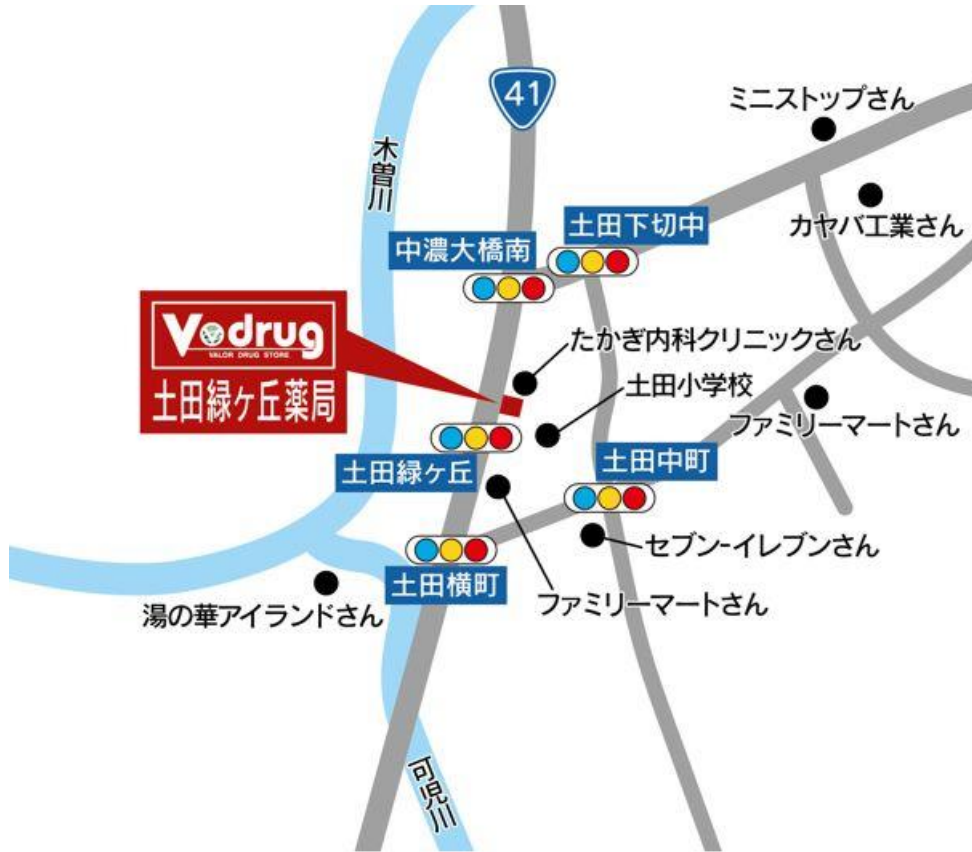 41
ミニストップさん
木曽川
カヤバ工業さん
土田下切中
中濃大橋南
V drug
VALOR DRUG STORE
土田緑ヶ丘薬局
たかぎ内科クリニックさん
土田小学校
ファミリーマートさん
土田緑ヶ丘
土田中町
セブン-イレブンさん
土田横町
ファミリーマートさん
湯の華アイランドさん
可児川